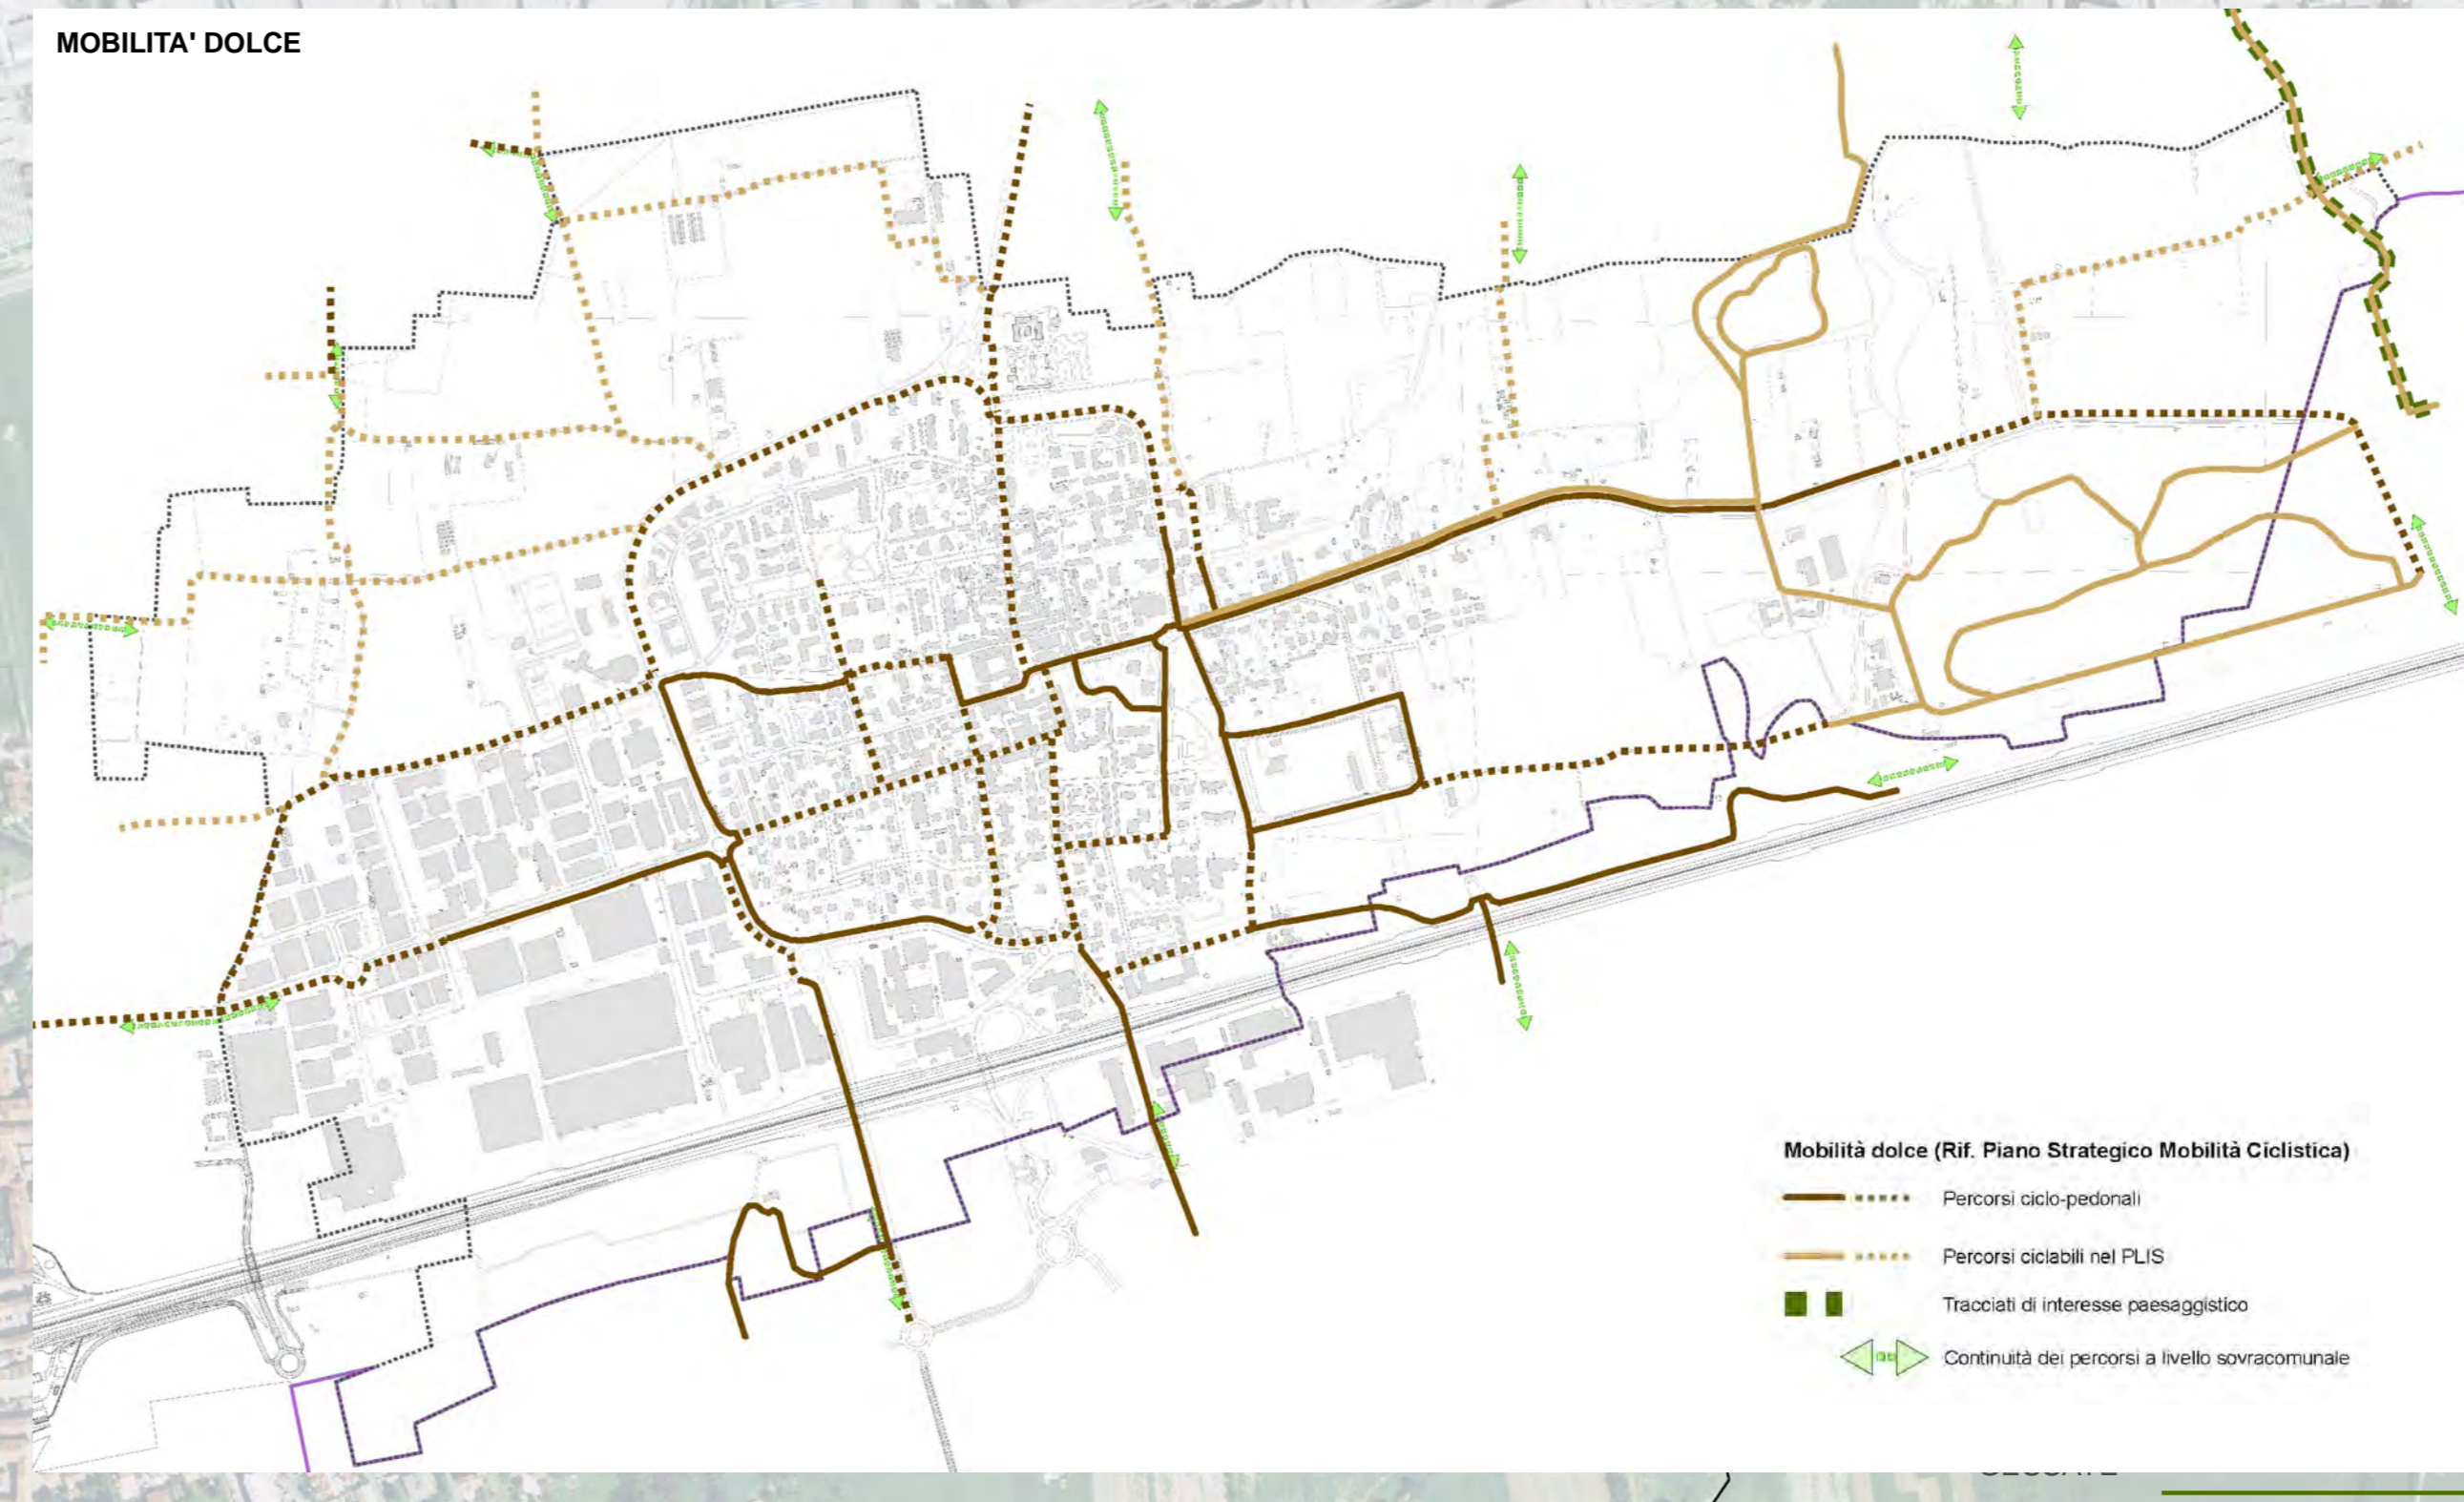 MOBILITA' DOLCE
Mobilità dolce (Rif. Piano Strategico Mobilità Ciclistica)
Percorsi ciclo-pedonali
Percorsi ciclabili nel PLIS
Tracciati di interesse paesaggistico
Continuità dei percorsi a livello sovracomunale